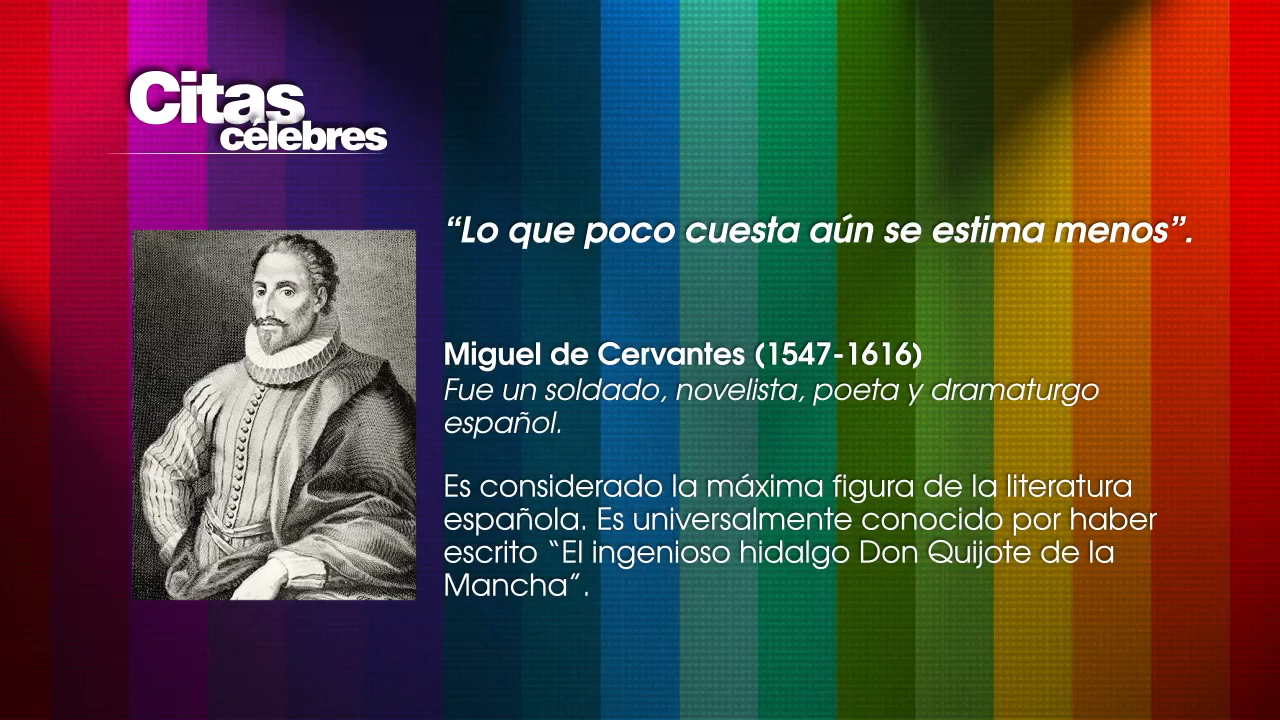 Citas
célebres
“Lo que poco cuesta aún se estima menos”.
Miguel de Cervantes (1547-1616)
Fue un soldado, novelista, poeta y dramaturgo
español.
Es considerado la máxima figura de la literatura
española. Es universalmente conocido por haber
escrito “El ingenioso hidalgo Don Quijote de la
Mancha”.